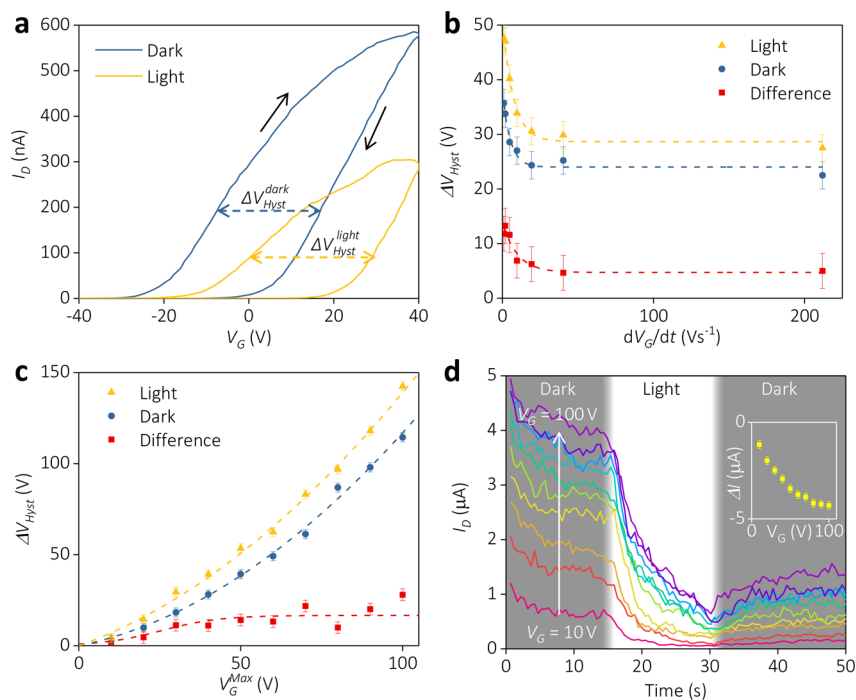 a
600
500
400
300
200
100
0
I_D (nA)
Dark
Light
ΔV_Hyst^dark
ΔV_Hyst^light
-40 -20 0 20 40
V_G (V)
b
50
40
30
20
10
0
ΔV_Hyst (V)
Light
Dark
Difference
0 100 200
dV_G/dt (Vs⁻¹)
c
150
100
50
0
ΔV_Hyst (V)
Light
Dark
Difference
0 50 100
V_G^Max (V)
d
5
4
3
2
1
0
I_D (μA)
Dark Light Dark
V_G = 100 V
V_G = 10 V
0
-5
ΔI (μA)
0 100
V_G (V)
0 10 20 30 40 50
Time (s)